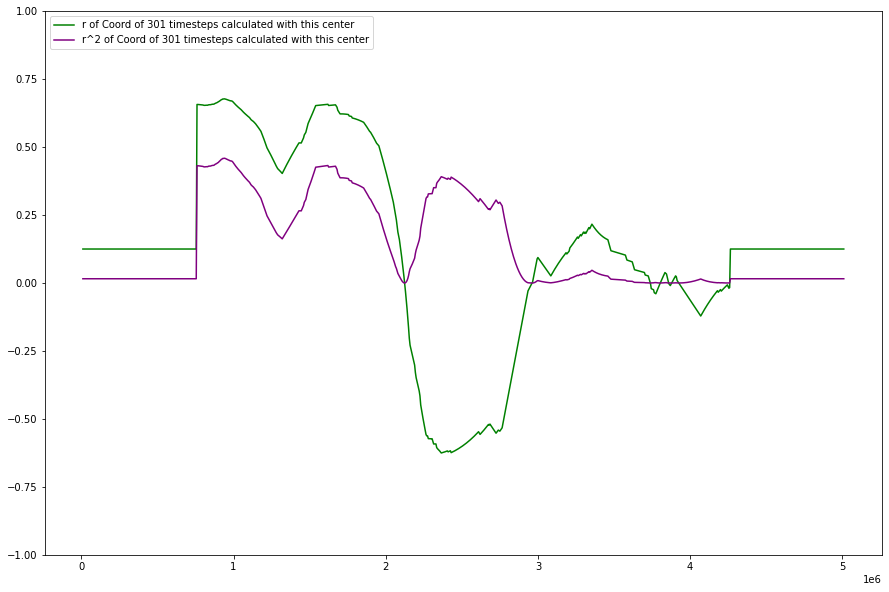 1.00
r of Coord of 301 timesteps calculated with this center
r^2 of Coord of 301 timesteps calculated with this center
0.75
0.50
0.25
0.00
−0.25
−0.50
−0.75
−1.00
0 1 2 3 4 5
1e6